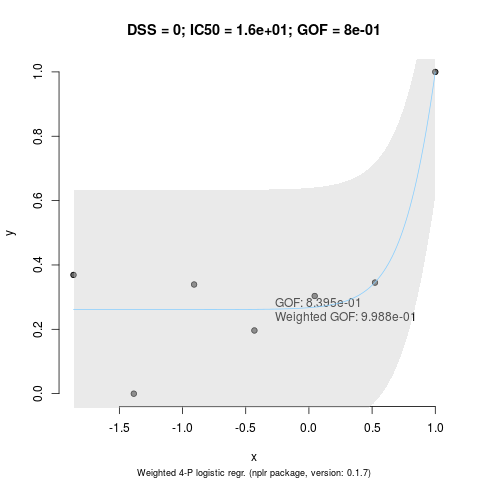 DSS = 0; IC50 = 1.6e+01; GOF = 8e-01
1.0
0.8
0.6
0.4
0.2
0.0
y
GOF: 8.395e-01
Weighted GOF: 9.988e-01
-1.5 -1.0 -0.5 0.0 0.5 1.0
x
Weighted 4-P logistic regr. (nplr package, version: 0.1.7)